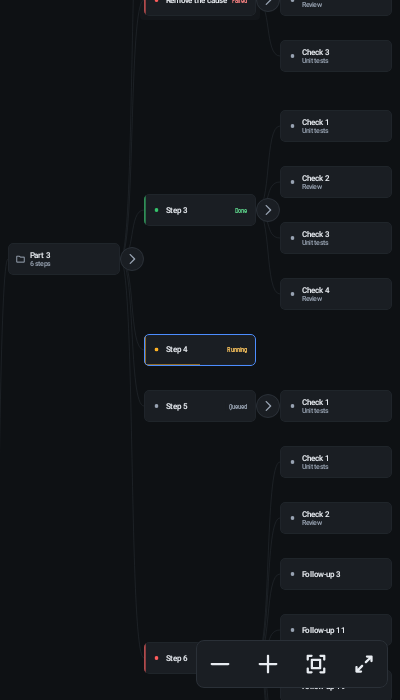 Remove the cause Failed
Review
Check 3
Unit tests
Check 1
Unit tests
Check 2
Review
Step 3 Done
Check 3
Unit tests
Part 3
6 steps
Check 4
Review
Step 4 Running
Step 5 Queued
Check 1
Unit tests
Check 1
Unit tests
Check 2
Review
Follow-up 3
Follow-up 11
Step 6